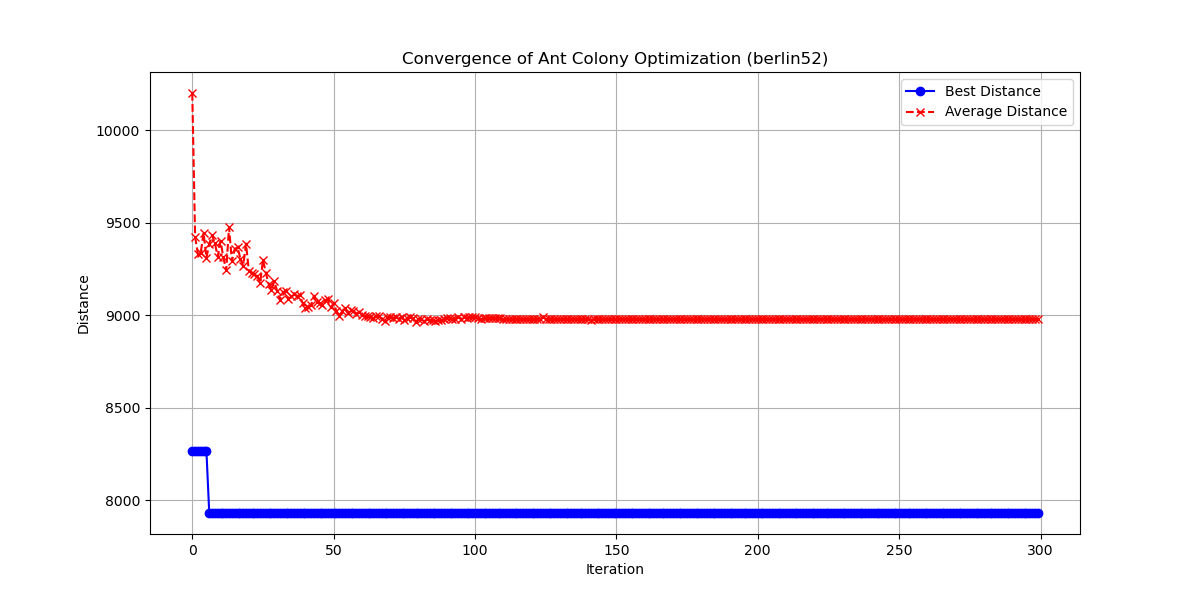 Convergence of Ant Colony Optimization (berlin52)
Best Distance
Average Distance
Distance
10000
9500
9000
8500
8000
0 50 100 150 200 250 300
Iteration